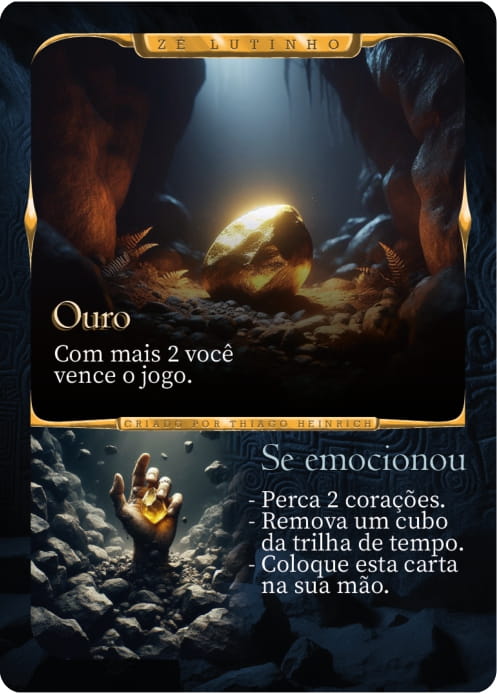 ZÉ LUTINHO
Ouro
Com mais 2 você
vence o jogo.
CRIADO POR THIAGO HEINRICH
Se emocionou
- Perca 2 corações.
- Remova um cubo
da trilha de tempo.
- Coloque esta carta
na sua mão.